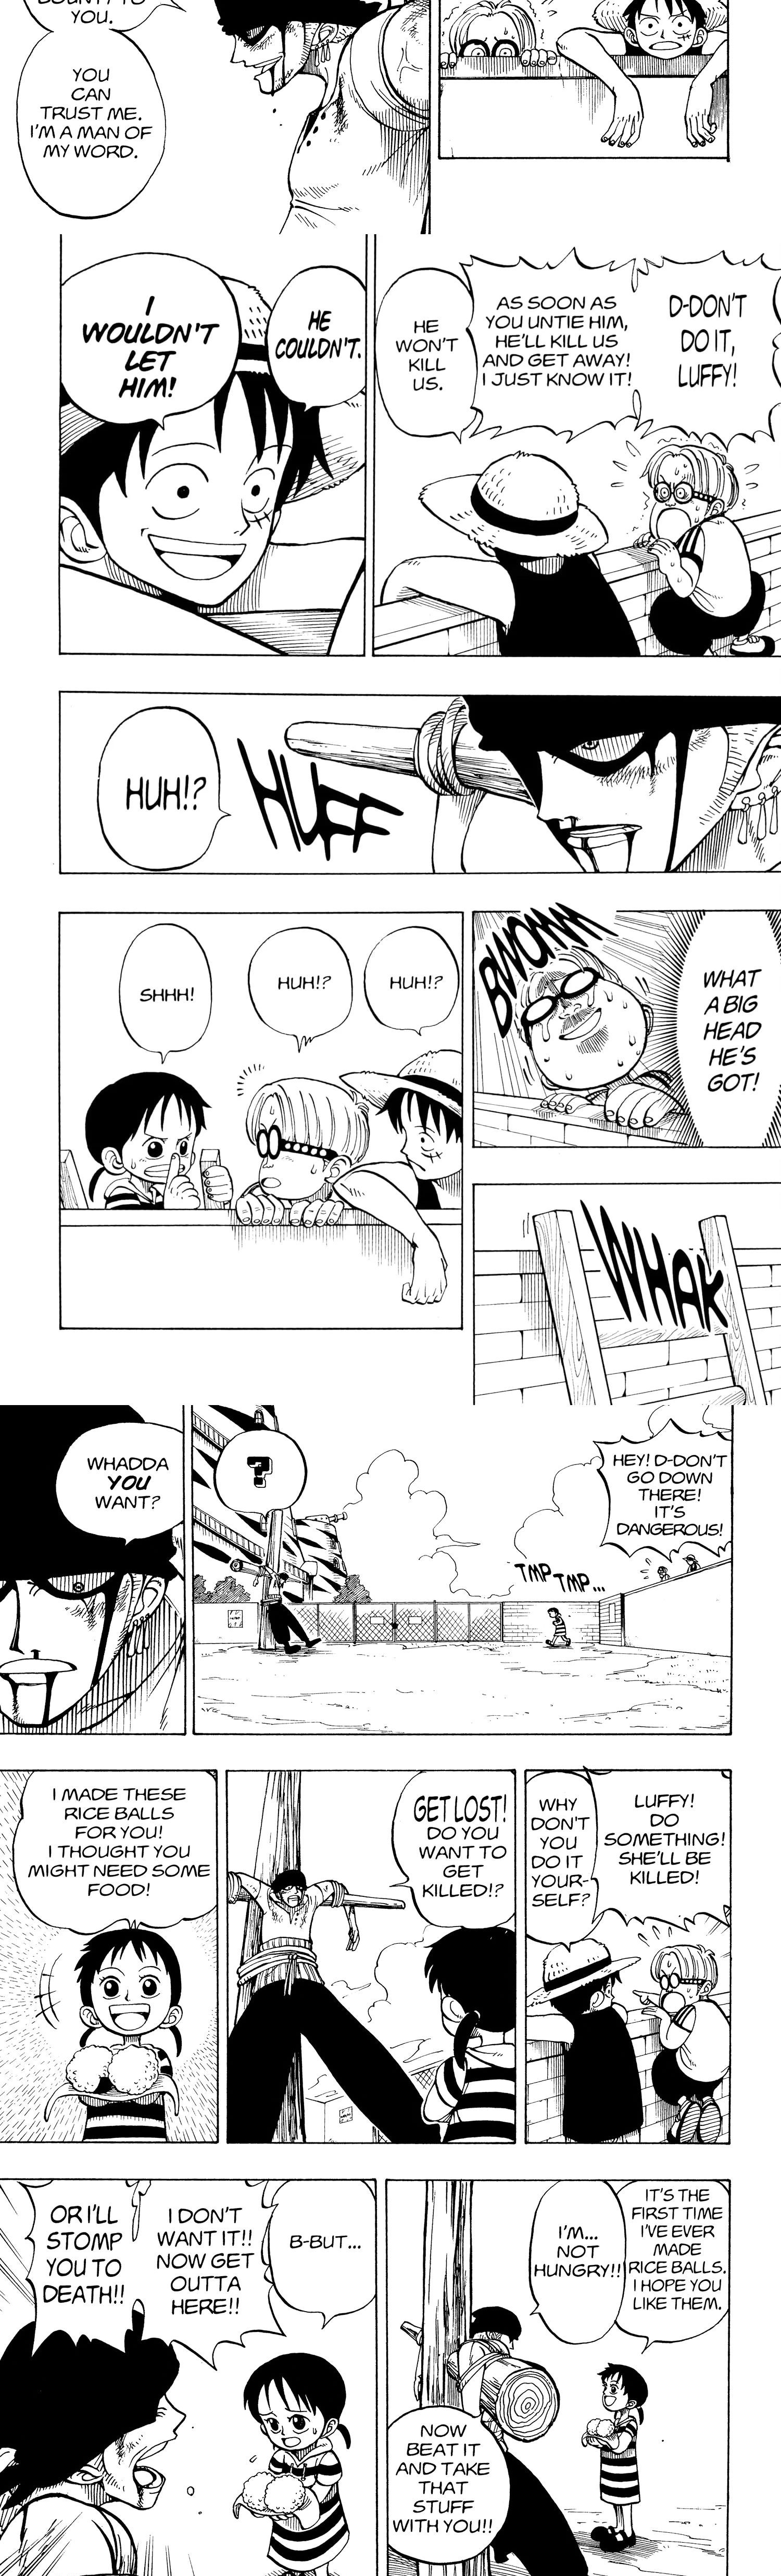 YOU.
YOU
CAN
TRUST ME.
I'M A MAN OF
MY WORD.
D-DON'T
DO IT,
LUFFY!
AS SOON AS
YOU UNTIE HIM,
HE'LL KILL US
AND GET AWAY!
I JUST KNOW IT!
HE
WON'T
KILL
US.
HE
COULDN'T.
I
WOULDN'T
LET
HIM!
HUFF
HUH!?
WHAT
A BIG
HEAD
HE'S
GOT!
BWOMM
WHAK
HUH!?
HUH!?
SHHH!
HEY! D-DON'T
GO DOWN
THERE!
IT'S
DANGEROUS!
TMP TMP...
?
WHADDA
YOU
WANT?
LUFFY!
DO
SOMETHING!
SHE'LL BE
KILLED!
WHY
DON'T
YOU
DO IT
YOUR-
SELF?
GET LOST!
DO YOU
WANT TO
GET
KILLED!?
I MADE THESE
RICE BALLS
FOR YOU!
I THOUGHT YOU
MIGHT NEED SOME
FOOD!
IT'S THE
FIRST TIME
I'VE EVER
MADE
RICE BALLS.
I HOPE YOU
LIKE THEM.
I'M...
NOT
HUNGRY!!
NOW
BEAT IT
AND TAKE
THAT
STUFF
WITH YOU!!
B-BUT...
I DON'T
WANT IT!!
NOW GET
OUTTA
HERE!!
OR I'LL
STOMP
YOU TO
DEATH!!